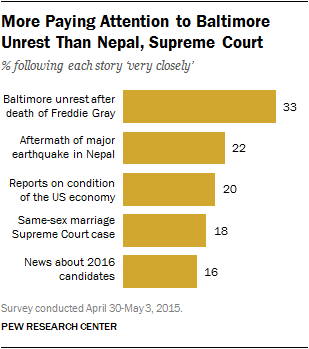 More Paying Attention to Baltimore
Unrest Than Nepal, Supreme Court
% following each story ‘very closely’
Baltimore unrest after
death of Freddie Gray
33
Aftermath of major
earthquake in Nepal
22
Reports on condition
of the US economy
20
Same-sex marriage
Supreme Court case
18
News about 2016
candidates
16
Survey conducted April 30-May 3, 2015.
PEW RESEARCH CENTER